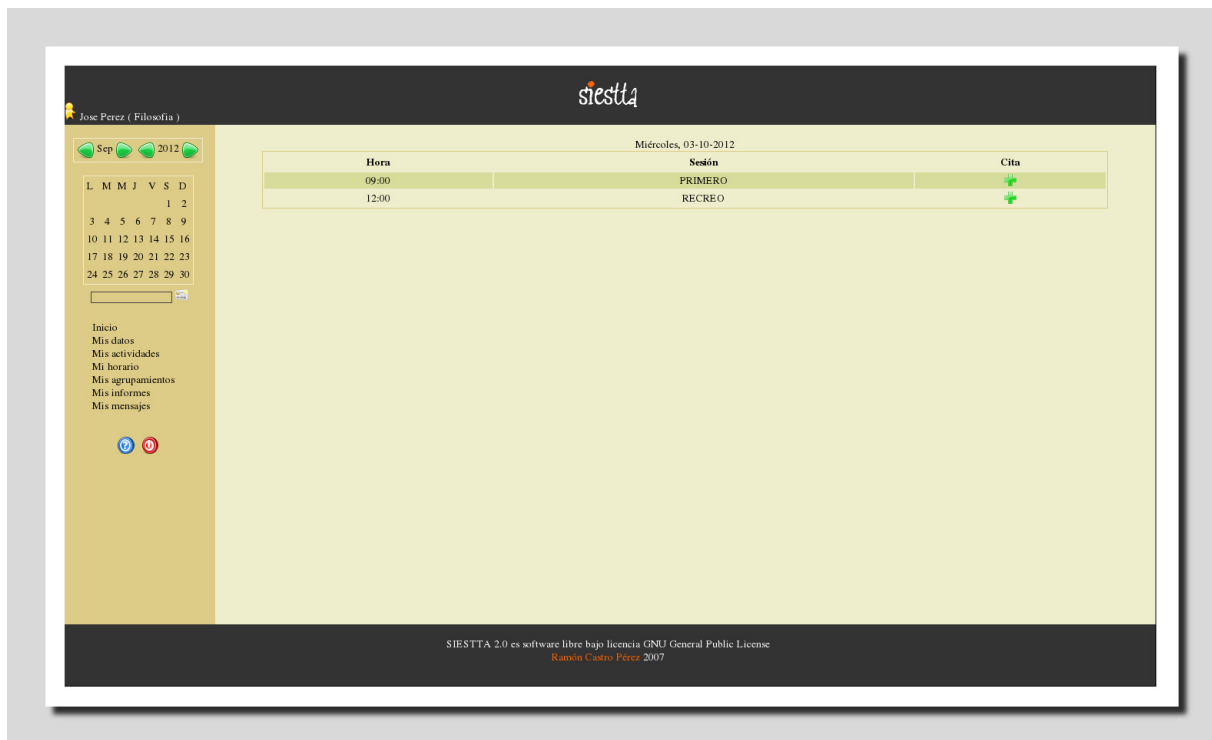 siestta
Jose Perez ( Filosofia )
Sep 2012
L M M J V S D
1 2
3 4 5 6 7 8 9
10 11 12 13 14 15 16
17 18 19 20 21 22 23
24 25 26 27 28 29 30
Inicio
Mis datos
Mis actividades
Mi horario
Mis agrupamientos
Mis informes
Mis mensajes
Miércoles, 03-10-2012
Hora Sesión Cita
09:00 PRIMERO
12:00 RECREO
SIESTTA 2.0 es software libre bajo licencia GNU General Public License
Ramón Castro Pérez 2007